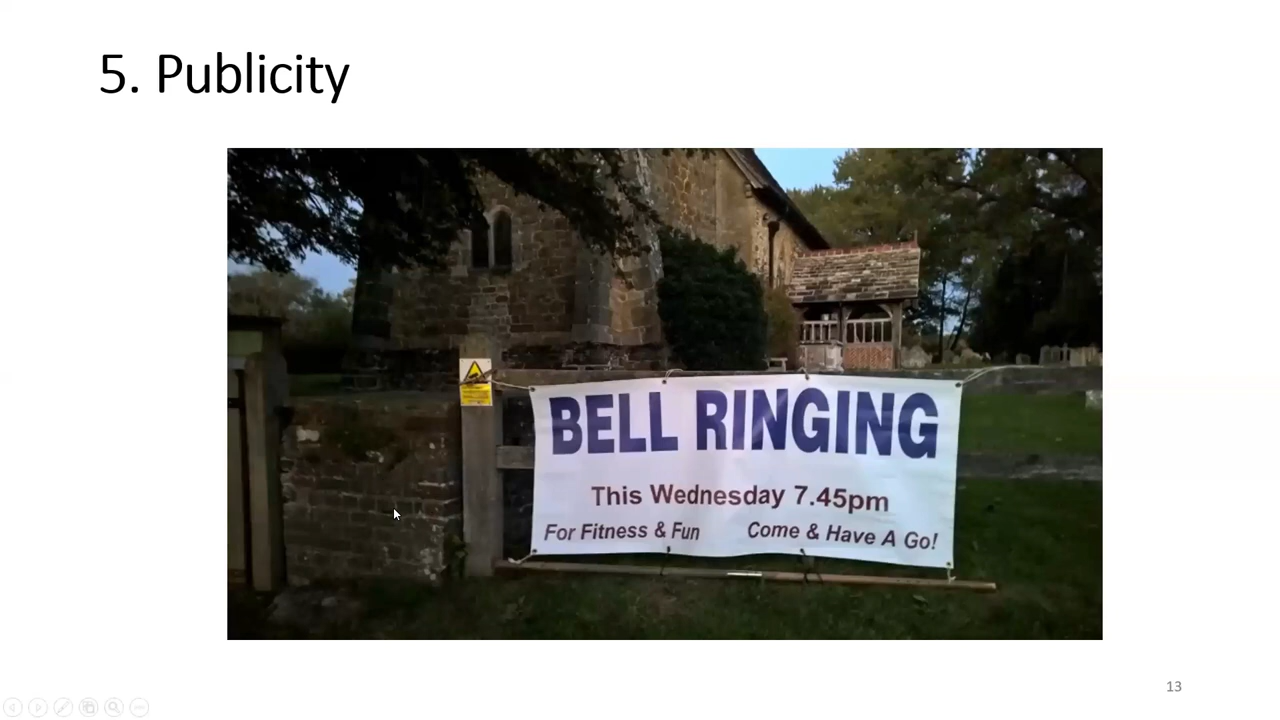 5. Publicity
BELL RINGING
This Wednesday 7.45pm
For Fitness & Fun Come & Have A Go!
13